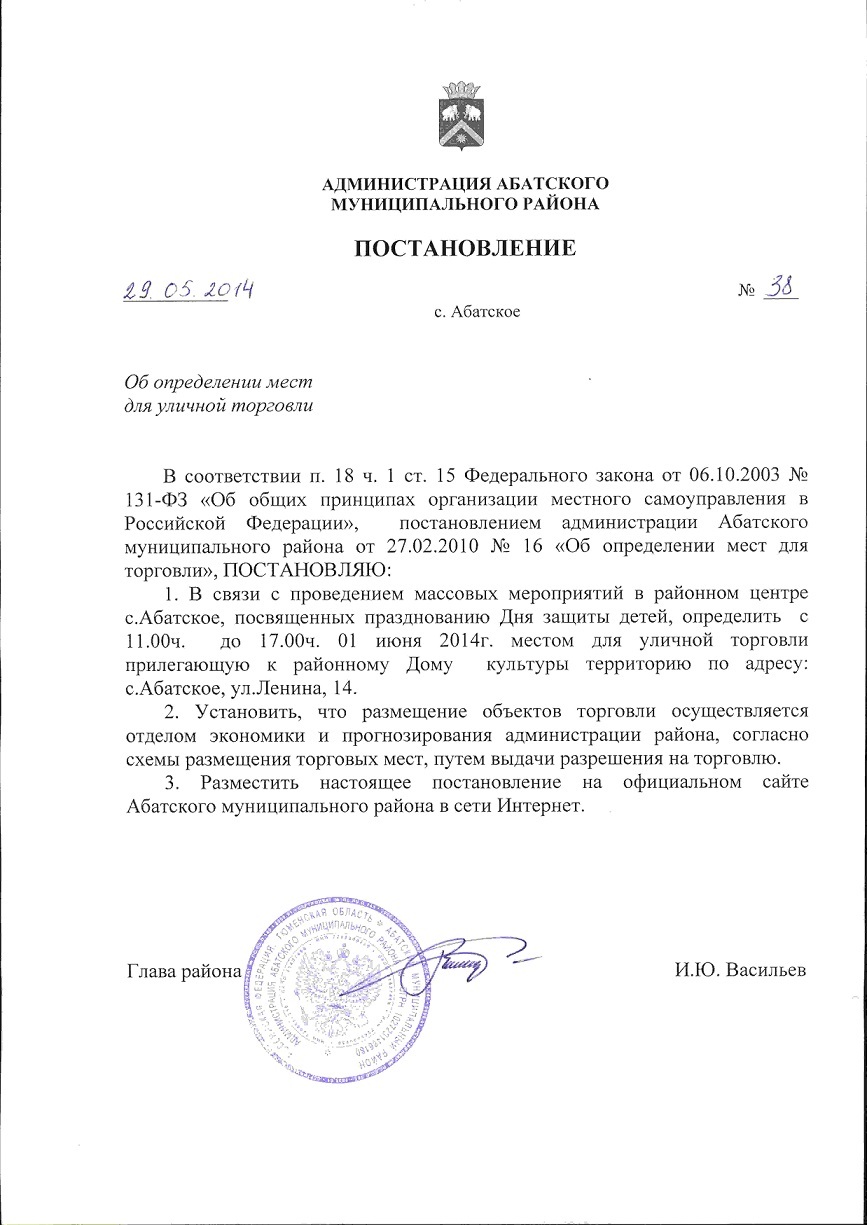 АДМИНИСТРАЦИЯ АБАТСКОГО
МУНИЦИПАЛЬНОГО РАЙОНА
ПОСТАНОВЛЕНИЕ
29. 05. 2014 № 38
с. Абатское
Об определении мест
для уличной торговли
В соответствии п. 18 ч. 1 ст. 15 Федерального закона от 06.10.2003 №
131-ФЗ «Об общих принципах организации местного самоуправления в
Российской Федерации», постановлением администрации Абатского
муниципального района от 27.02.2010 № 16 «Об определении мест для
торговли», ПОСТАНОВЛЯЮ:
1. В связи с проведением массовых мероприятий в районном центре
с.Абатское, посвященных празднованию Дня защиты детей, определить с
11.00ч. до 17.00ч. 01 июня 2014г. местом для уличной торговли
прилегающую к районному Дому культуры территорию по адресу:
с.Абатское, ул.Ленина, 14.
2. Установить, что размещение объектов торговли осуществляется
отделом экономики и прогнозирования администрации района, согласно
схемы размещения торговых мест, путем выдачи разрешения на торговлю.
3. Разместить настоящее постановление на официальном сайте
Абатского муниципального района в сети Интернет.
Глава района И.Ю. Васильев
ФЕДЕРАЦИЯ, ТЮМЕНСКАЯ ОБЛАСТЬ * АБАТСКИЙ МУНИЦИПАЛЬНЫЙ РАЙОН
АДМИНИСТРАЦИЯ АБАТСКОГО МУНИЦИПАЛЬНОГО РАЙОНА